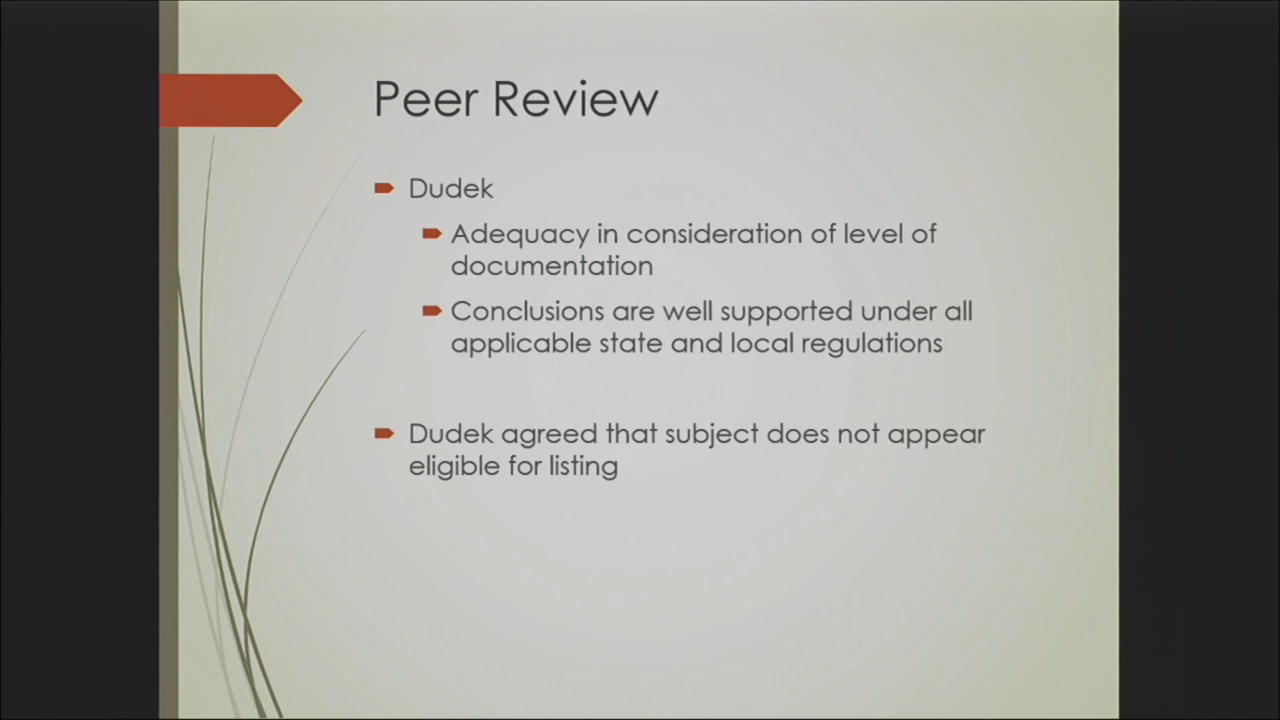 Peer Review
Dudek
Adequacy in consideration of level of
documentation
Conclusions are well supported under all
applicable state and local regulations
Dudek agreed that subject does not appear
eligible for listing